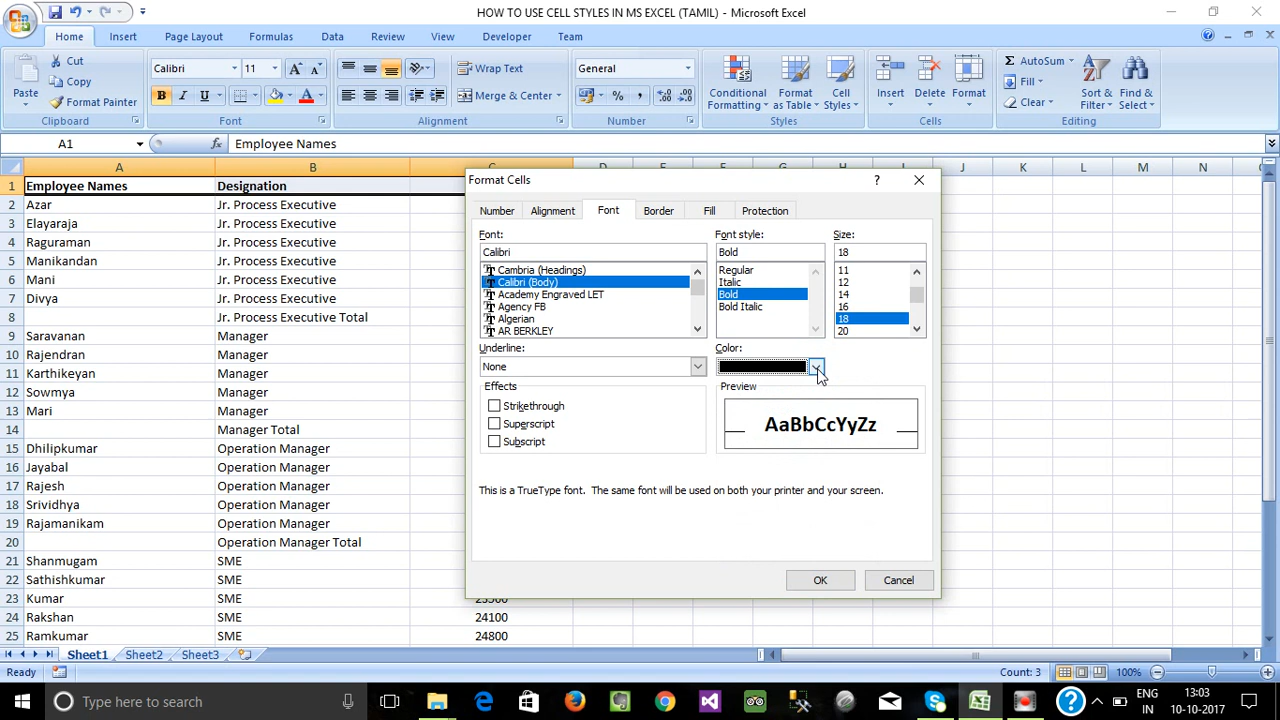 HOW TO USE CELL STYLES IN MS EXCEL (TAMIL) - Microsoft Excel
Home Insert Page Layout Formulas Data Review View Developer Team
Paste Cut Copy Format Painter
Calibri 11
B I U
Wrap Text
Merge & Center
General
Conditional Formatting Format as Table Cell Styles
Insert Delete Format
AutoSum Fill Clear
Sort & Filter Find & Select
Clipboard Font Alignment Number Styles Cells Editing
A1 fx Employee Names
A B C D E F G H I J K L M N
1 Employee Names Designation
2 Azar Jr. Process Executive
3 Elayaraja Jr. Process Executive
4 Raguraman Jr. Process Executive
5 Manikandan Jr. Process Executive
6 Mani Jr. Process Executive
7 Divya Jr. Process Executive
8 Jr. Process Executive Total
9 Saravanan Manager
10 Rajendran Manager
11 Karthikeyan Manager
12 Sowmya Manager
13 Mari Manager
14 Manager Total
15 Dhilipkumar Operation Manager
16 Jayabal Operation Manager
17 Rajesh Operation Manager
18 Srividhya Operation Manager
19 Rajamanikam Operation Manager
20 Operation Manager Total
21 Shanmugam SME
22 Sathishkumar SME
23 Kumar SME 23500
24 Rakshan SME 24100
25 Ramkumar SME 24800
Format Cells
Number Alignment Font Border Fill Protection
Font: Font style: Size:
Calibri Bold 18
Cambria (Headings) Regular 11
Calibri (Body) Italic 12
Academy Engraved LET Bold 14
Agency FB Bold Italic 16
Algerian 18
AR BERKLEY 20
Underline: Color:
None
Effects Preview
Strikethrough
Superscript
Subscript
AaBbCcYyZz
This is a TrueType font. The same font will be used on both your printer and your screen.
OK Cancel
Sheet1 Sheet2 Sheet3
Ready Count: 3 100%
Type here to search
ENG
IN
13:03
10-10-2017